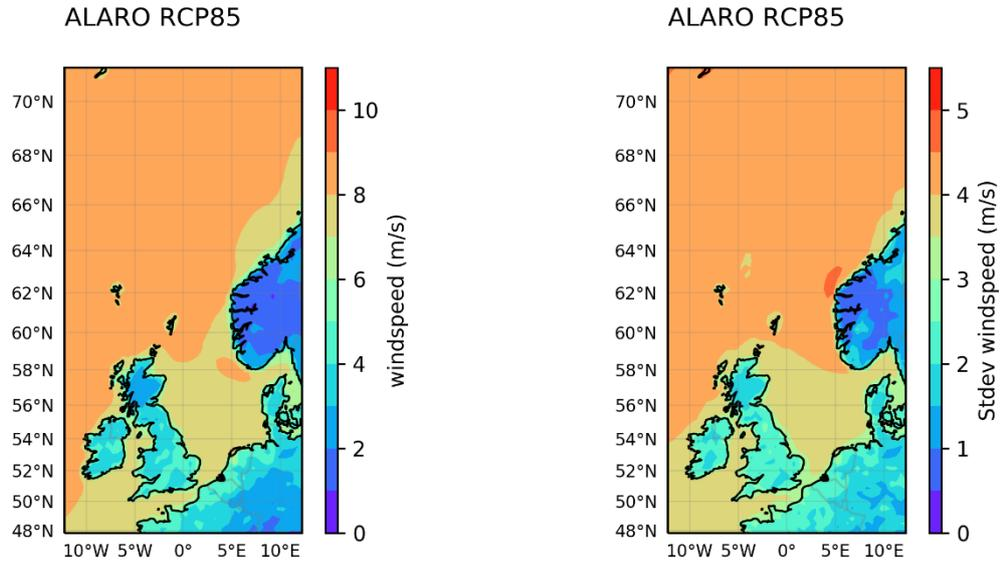 ALARO RCP85
70°N
68°N
66°N
64°N
62°N
60°N
58°N
56°N
54°N
52°N
50°N
48°N
10°W 5°W 0° 5°E 10°E
10
8
6
4
2
0
windspeed (m/s)
ALARO RCP85
70°N
68°N
66°N
64°N
62°N
60°N
58°N
56°N
54°N
52°N
50°N
48°N
10°W 5°W 0° 5°E 10°E
5
4
3
2
1
0
Stdev windspeed (m/s)